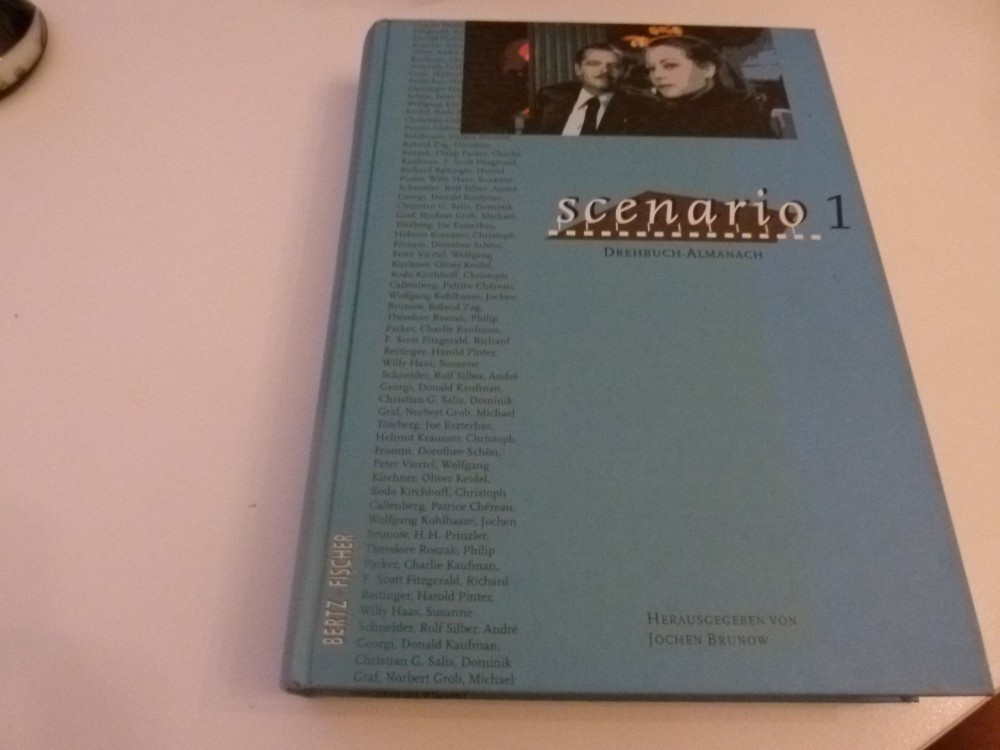 Roland Zag, Theodore
Roszak, Philip Parker, Charlie
Kaufman, F. Scott Fitzgerald,
Richard Reitinger, Harold
Pinter, Willy Haas, Susanne
Schneider, Rolf Silber, André
Georgi, Donald Kaufman,
Christian G. Salis, Dominik
Graf, Norbert Grob, Michael
Töteberg, Joe Eszterhas,
Helmut Krausser, Christoph
Fromm, Dorothee Schön,
Peter Viertel, Wolfgang
Kirchner, Oliver Keidel,
Bodo Kirchhoff, Christoph
Callenberg, Patrice Chéreau,
Wolfgang Kohlhaase, Jochen
Brunow, Roland Zag,
Theodore Roszak, Philip
Parker, Charlie Kaufman,
F. Scott Fitzgerald, Richard
Reitinger, Harold Pinter,
Willy Haas, Susanne
Schneider, Rolf Silber, André
Georgi, Donald Kaufman,
Christian G. Salis, Dominik
Graf, Norbert Grob, Michael
Töteberg, Joe Eszterhas,
Helmut Krausser, Christoph
Fromm, Dorothee Schön,
Peter Viertel, Wolfgang
Kirchner, Oliver Keidel,
Bodo Kirchhoff, Christoph
Callenberg, Patrice Chéreau,
Wolfgang Kohlhaase, Jochen
Brunow, H.H. Prinzler,
Theodore Roszak, Philip
Parker, Charlie Kaufman,
F. Scott Fitzgerald, Richard
Reitinger, Harold Pinter,
Willy Haas, Susanne
Schneider, Rolf Silber, André
Georgi, Donald Kaufman,
Christian G. Salis, Dominik
Graf, Norbert Grob, Michael
scenario 1
DREHBUCH-ALMANACH
HERAUSGEGEBEN VON
JOCHEN BRUNOW
BERTZ + FISCHER